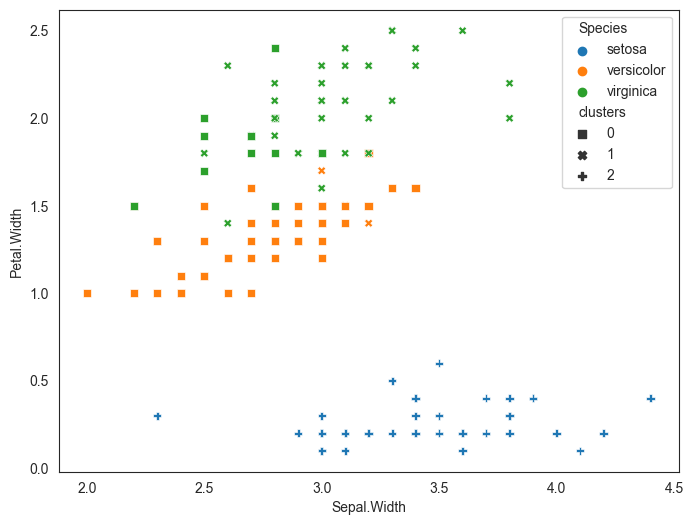 Species
setosa
versicolor
virginica
clusters
0
1
2
2.5
2.0
1.5
1.0
0.5
0.0
Petal.Width
2.0 2.5 3.0 3.5 4.0 4.5
Sepal.Width